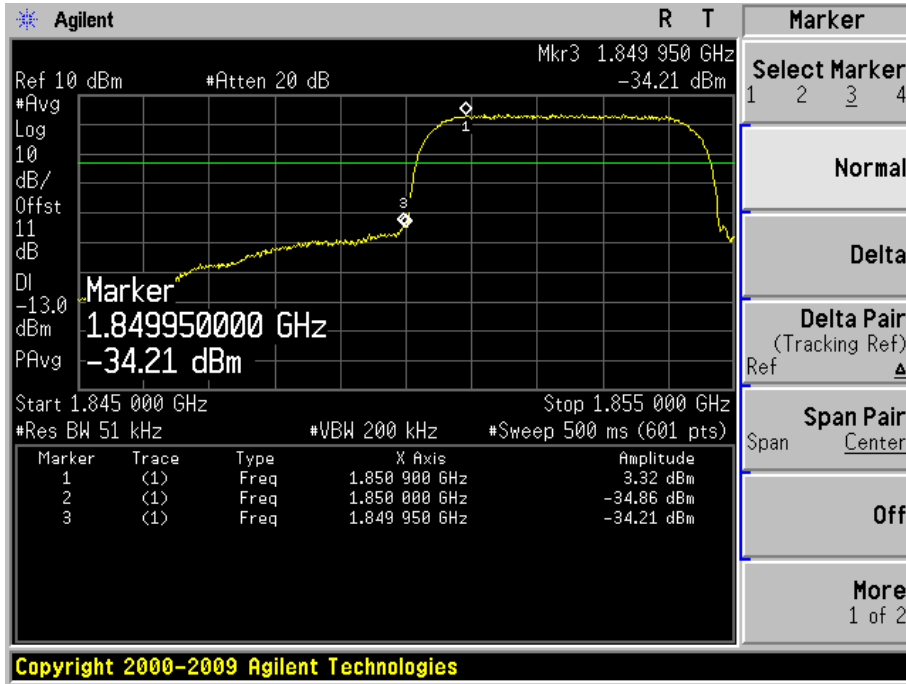 Agilent R T
Mkr3 1.849 950 GHz
Ref 10 dBm #Atten 20 dB -34.21 dBm
#Avg
Log
10
dB/
Offst
11
dB
DI
-13.0
dBm
PAvg
1
3
Marker
1.849950000 GHz
-34.21 dBm
Start 1.845 000 GHz Stop 1.855 000 GHz
#Res BW 51 kHz #VBW 200 kHz #Sweep 500 ms (601 pts)
Marker Trace Type X Axis Amplitude
1 (1) Freq 1.850 900 GHz 3.32 dBm
2 (1) Freq 1.850 000 GHz -34.86 dBm
3 (1) Freq 1.849 950 GHz -34.21 dBm
Marker
Select Marker
1 2 3 4
Normal
Delta
Delta Pair
(Tracking Ref)
Ref Δ
Span Pair
Span Center
Off
More
1 of 2
Copyright 2000-2009 Agilent Technologies